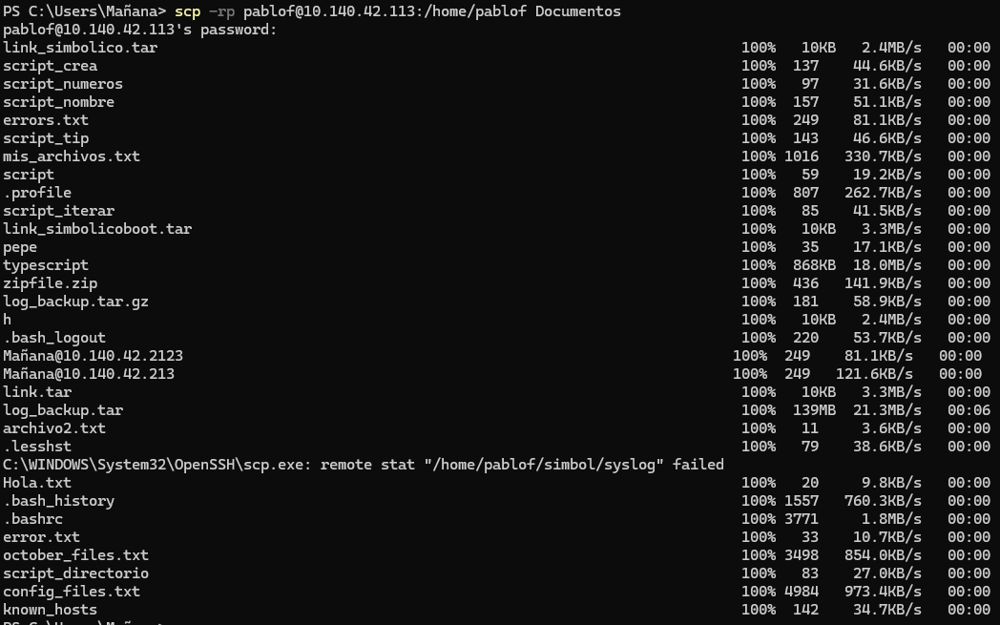 PS C:\Users\Mañana> scp -rp pablof@10.140.42.113:/home/pablof Documentos
pablof@10.140.42.113's password:
link_simbolico.tar 100% 10KB 2.4MB/s 00:00
script_crea 100% 137 44.6KB/s 00:00
script_numeros 100% 97 31.6KB/s 00:00
script_nombre 100% 157 51.1KB/s 00:00
errors.txt 100% 249 81.1KB/s 00:00
script_tip 100% 143 46.6KB/s 00:00
mis_archivos.txt 100% 1016 330.7KB/s 00:00
script 100% 59 19.2KB/s 00:00
.profile 100% 807 262.7KB/s 00:00
script_iterar 100% 85 41.5KB/s 00:00
link_simbolicoboot.tar 100% 10KB 3.3MB/s 00:00
pepe 100% 35 17.1KB/s 00:00
typescript 100% 868KB 18.0MB/s 00:00
zipfile.zip 100% 436 141.9KB/s 00:00
log_backup.tar.gz 100% 181 58.9KB/s 00:00
h 100% 10KB 2.4MB/s 00:00
.bash_logout 100% 220 53.7KB/s 00:00
Mañana@10.140.42.2123 100% 249 81.1KB/s 00:00
Mañana@10.140.42.213 100% 249 121.6KB/s 00:00
link.tar 100% 10KB 3.3MB/s 00:00
log_backup.tar 100% 139MB 21.3MB/s 00:06
archivo2.txt 100% 11 3.6KB/s 00:00
.lesshst 100% 79 38.6KB/s 00:00
C:\WINDOWS\System32\OpenSSH\scp.exe: remote stat "/home/pablof/simbol/syslog" failed
Hola.txt 100% 20 9.8KB/s 00:00
.bash_history 100% 1557 760.3KB/s 00:00
.bashrc 100% 3771 1.8MB/s 00:00
error.txt 100% 33 10.7KB/s 00:00
october_files.txt 100% 3498 854.0KB/s 00:00
script_directorio 100% 83 27.0KB/s 00:00
config_files.txt 100% 4984 973.4KB/s 00:00
known_hosts 100% 142 34.7KB/s 00:00